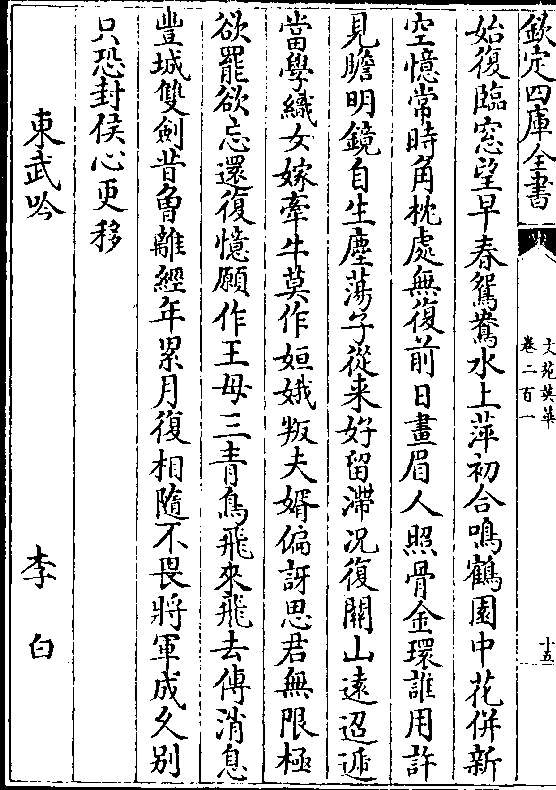 欽定四庫全書
文苑英華
卷二百一
十五
始復臨窓望早春鴛鴦水上萍初合鳴鶴園中花併新
空憶常時角枕處無復前日畫眉人照骨金環誰用許
見瞻明鏡自生塵蕩子從来好留滯况復關山遠迢遞
當學織女嫁牽牛莫作姮娥叛夫婿偏訝思君無限極
欲罷欲忘還復憶願作王母三青鳥飛來飛去傳消息
豐城雙劍昔曽離經年累月復相隨不畏將軍成久别
只恐封侯心更移
東武吟 李白